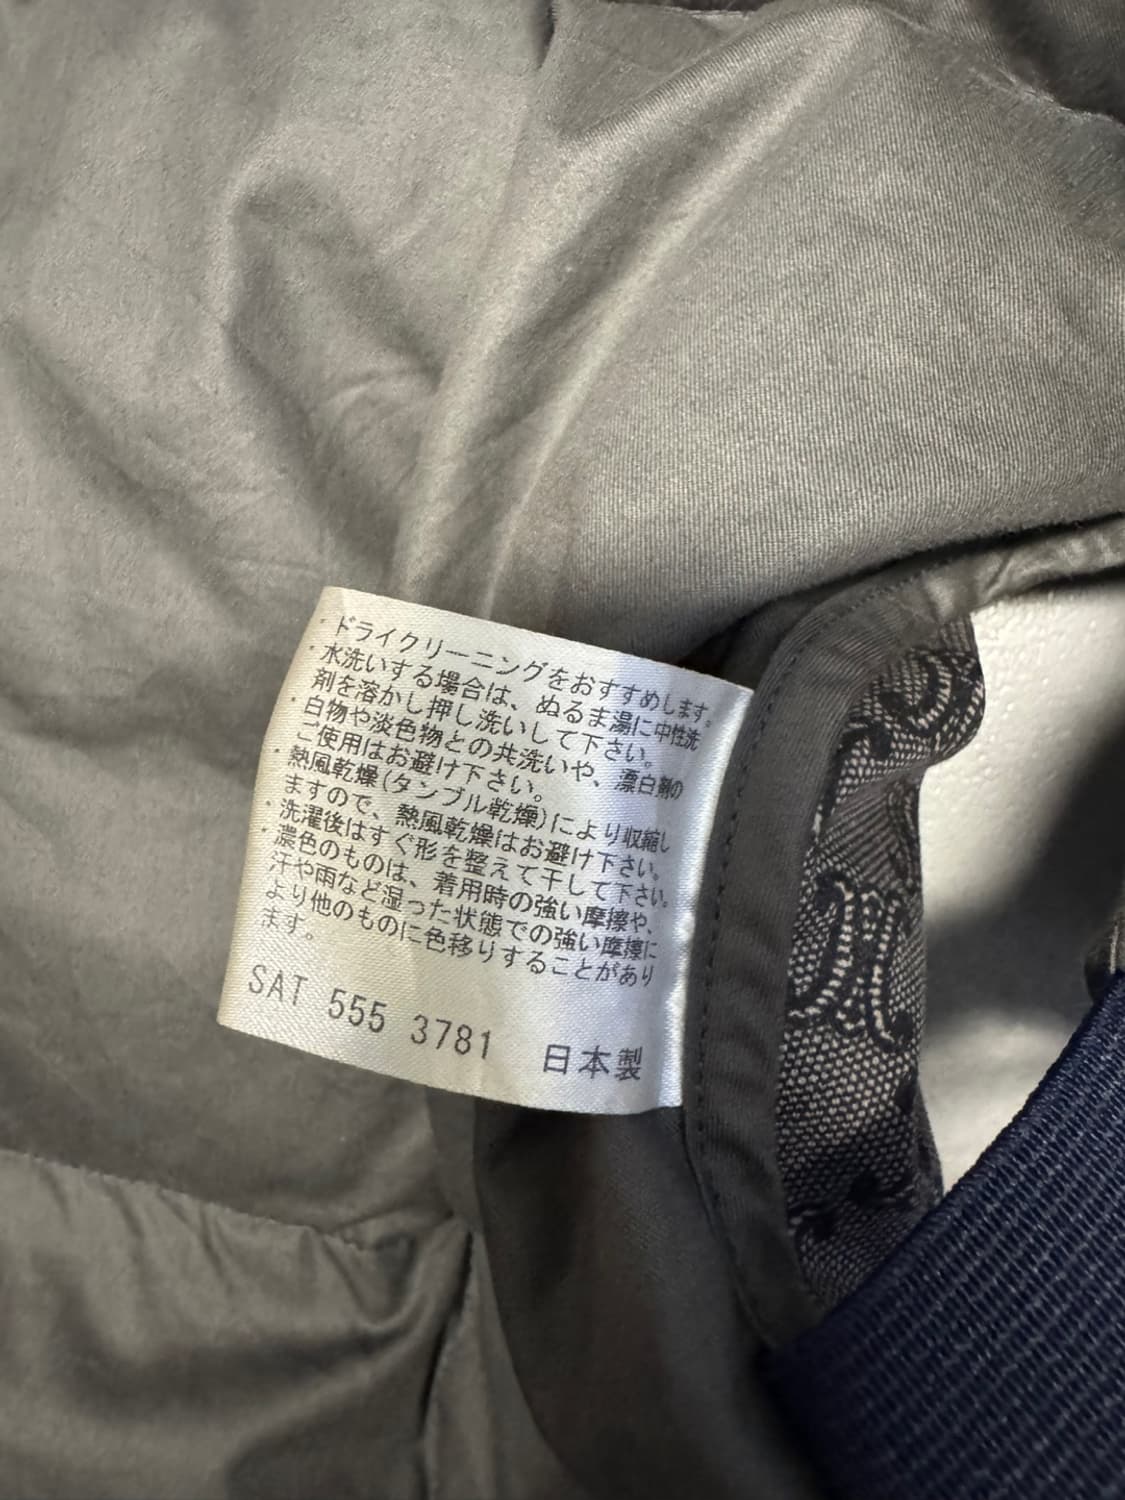 ・ドライクリーニングをおすすめします。
・水洗いする場合は、ぬるま湯に中性洗
剤を溶かし押し洗いして下さい。
・白物や淡色物との共洗いや、漂白剤の
ご使用はお避け下さい。
・熱風乾燥(タンブル乾燥)により収縮し
ますので、熱風乾燥はお避け下さい。
・洗濯後はすぐ形を整えて干して下さい。
・濃色のものは、着用時の強い摩擦や、
汗や雨など湿った状態での強い摩擦に
より他のものに色移りすることがあり
ます。
SAT 555 3781 日本製